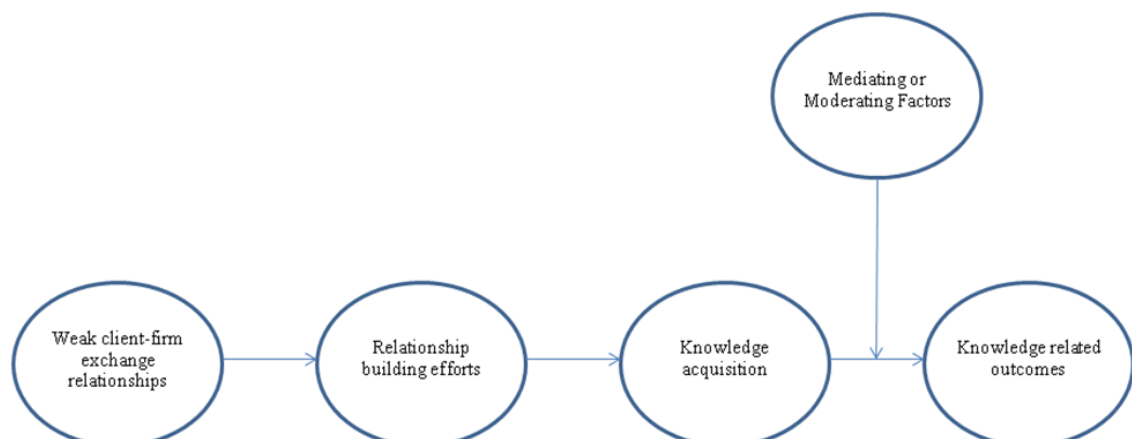 Mediating or
Moderating Factors
Weak client-firm
exchange
relationships
Relationship
building efforts
Knowledge
acquisition
Knowledge related
outcomes